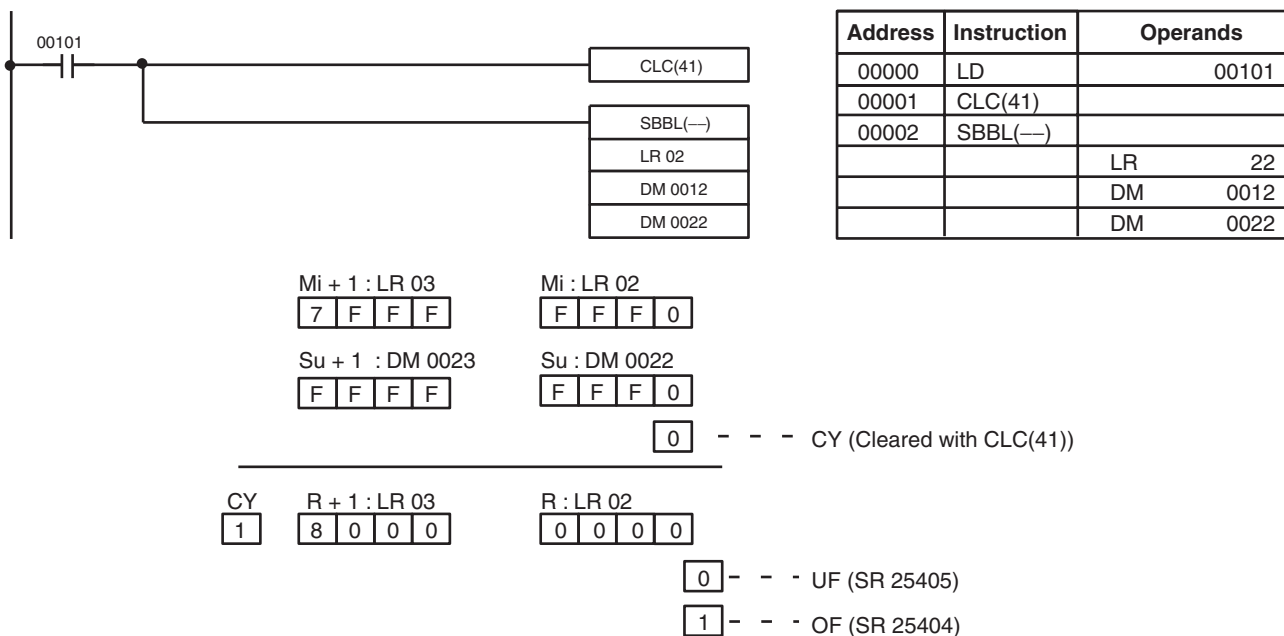 00101
CLC(41)
SBBL(−−)
LR 02
DM 0012
DM 0022
Address Instruction Operands
00000 LD 00101
00001 CLC(41)
00002 SBBL(−−)
LR 22
DM 0012
DM 0022
Mi + 1 : LR 03 Mi : LR 02
7 F F F F F F 0
Su + 1 : DM 0023 Su : DM 0022
F F F F F F F 0
0 CY (Cleared with CLC(41))
CY R + 1 : LR 03 R : LR 02
1 8 0 0 0 0 0 0 0
0 UF (SR 25405)
1 OF (SR 25404)